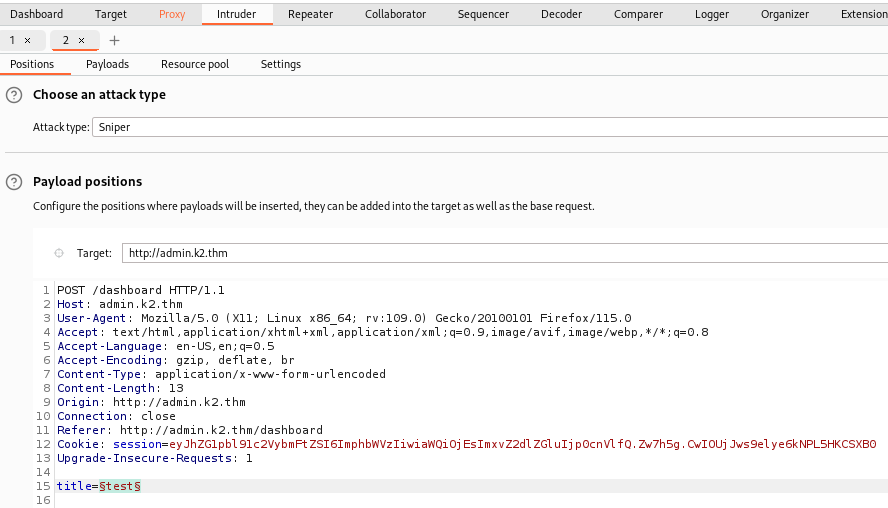 Dashboard Target Proxy Intruder Repeater Collaborator Sequencer Decoder Comparer Logger Organizer Extension
1 × 2 × +
Positions Payloads Resource pool Settings
? Choose an attack type
Attack type: Sniper
? Payload positions
Configure the positions where payloads will be inserted, they can be added into the target as well as the base request.
Target: http://admin.k2.thm
1 POST /dashboard HTTP/1.1
2 Host: admin.k2.thm
3 User-Agent: Mozilla/5.0 (X11; Linux x86_64; rv:109.0) Gecko/20100101 Firefox/115.0
4 Accept: text/html,application/xhtml+xml,application/xml;q=0.9,image/avif,image/webp,*/*;q=0.8
5 Accept-Language: en-US,en;q=0.5
6 Accept-Encoding: gzip, deflate, br
7 Content-Type: application/x-www-form-urlencoded
8 Content-Length: 13
9 Origin: http://admin.k2.thm
10 Connection: close
11 Referer: http://admin.k2.thm/dashboard
12 Cookie: session=eyJhZG1pbl91c2VybmFtZSI6ImphbWVzIiwiaWQiOjEsImxvZ2dlZGluIjp0cnVlfQ.Zw7h5g.CwIOUjJws9elye6kNPL5HKCSXB0
13 Upgrade-Insecure-Requests: 1
14
15 title=§test§
16